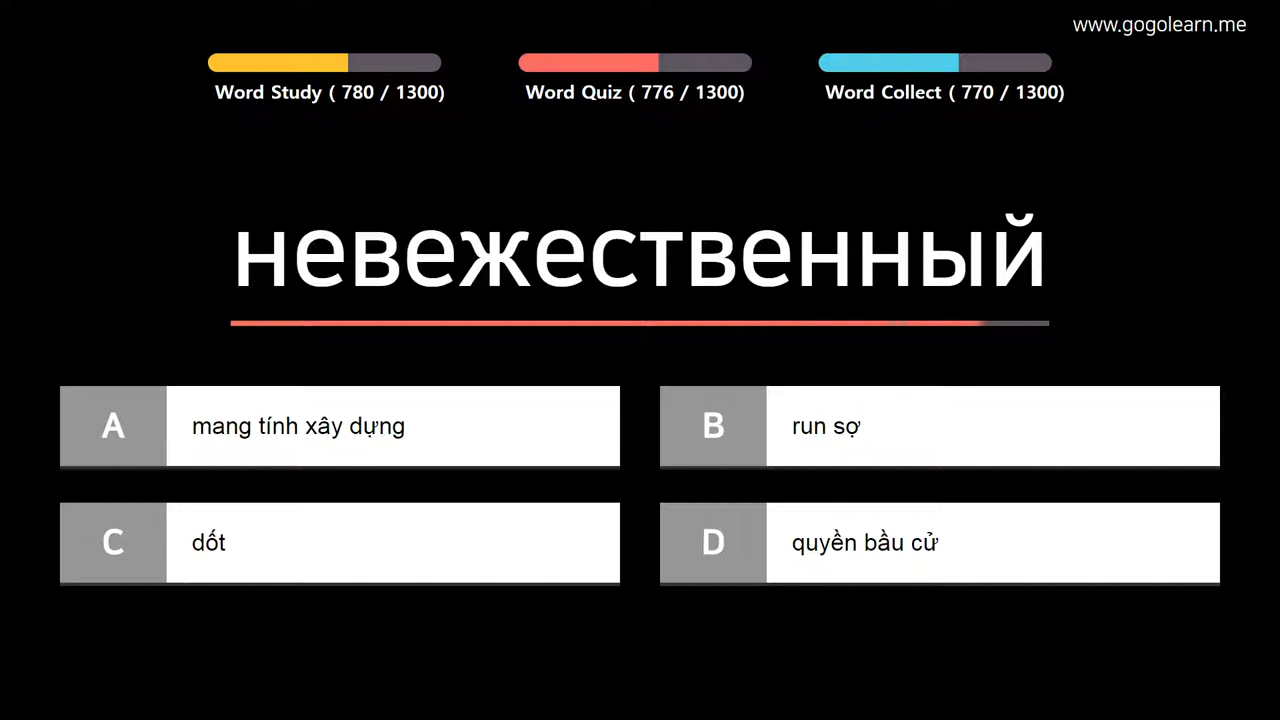 www.gogolearn.me
Word Study ( 780 / 1300)
Word Quiz ( 776 / 1300)
Word Collect ( 770 / 1300)
невежественный
A mang tính xây dựng
B run sợ
C dốt
D quyền bầu cử